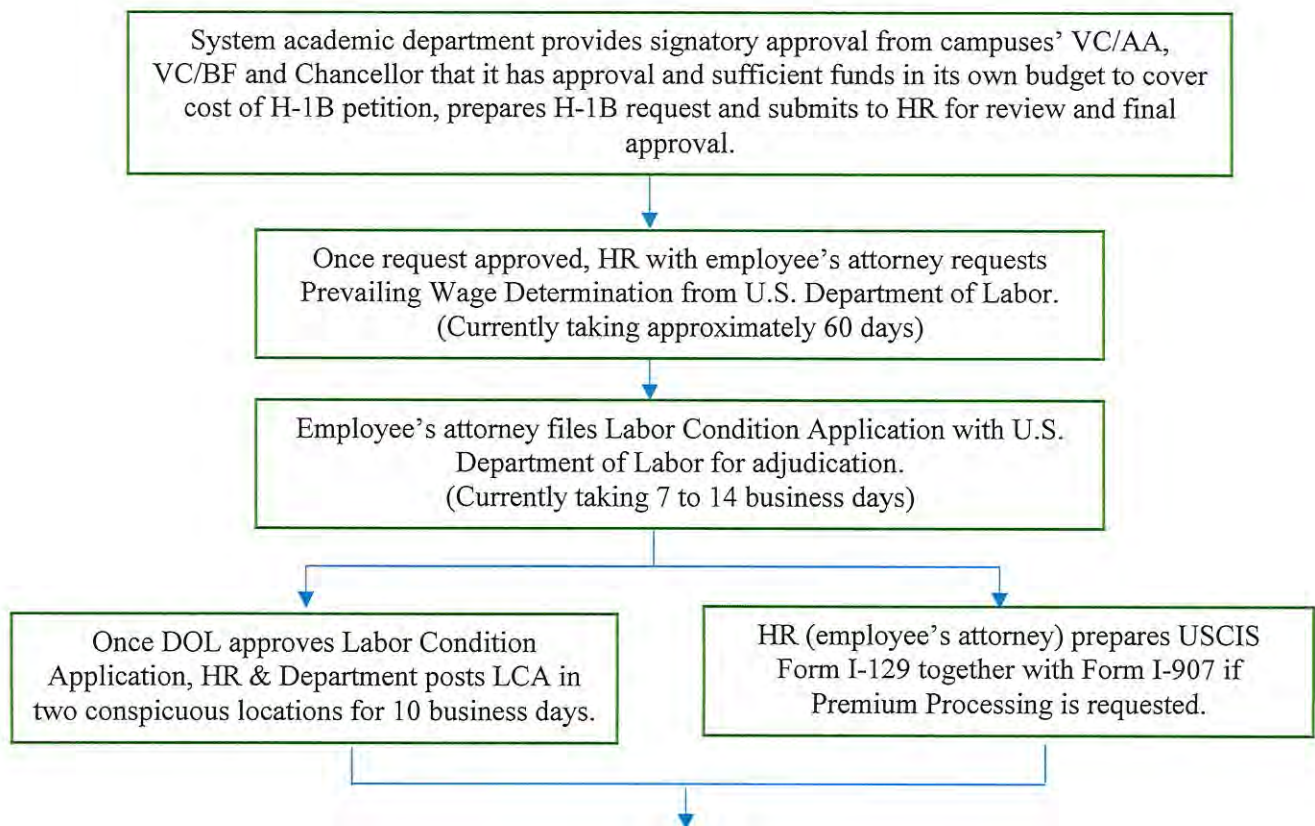 System academic department provides signatory approval from campuses’ VC/AA,
VC/BF and Chancellor that it has approval and sufficient funds in its own budget to cover
cost of H-1B petition, prepares H-1B request and submits to HR for review and final
approval.
Once request approved, HR with employee’s attorney requests
Prevailing Wage Determination from U.S. Department of Labor.
(Currently taking approximately 60 days)
Employee’s attorney files Labor Condition Application with U.S.
Department of Labor for adjudication.
(Currently taking 7 to 14 business days)
Once DOL approves Labor Condition
Application, HR & Department posts LCA in
two conspicuous locations for 10 business days.
HR (employee’s attorney) prepares USCIS
Form I-129 together with Form I-907 if
Premium Processing is requested.